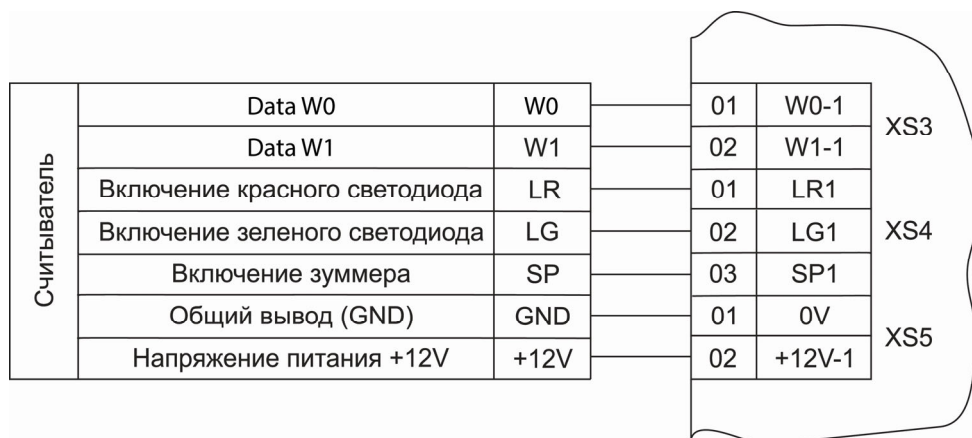 Считыватель
Data W0 W0 01 W0-1
XS3
Data W1 W1 02 W1-1
Включение красного светодиода LR 01 LR1
Включение зеленого светодиода LG 02 LG1 XS4
Включение зуммера SP 03 SP1
Общий вывод (GND) GND 01 0V
XS5
Напряжение питания +12V +12V 02 +12V-1